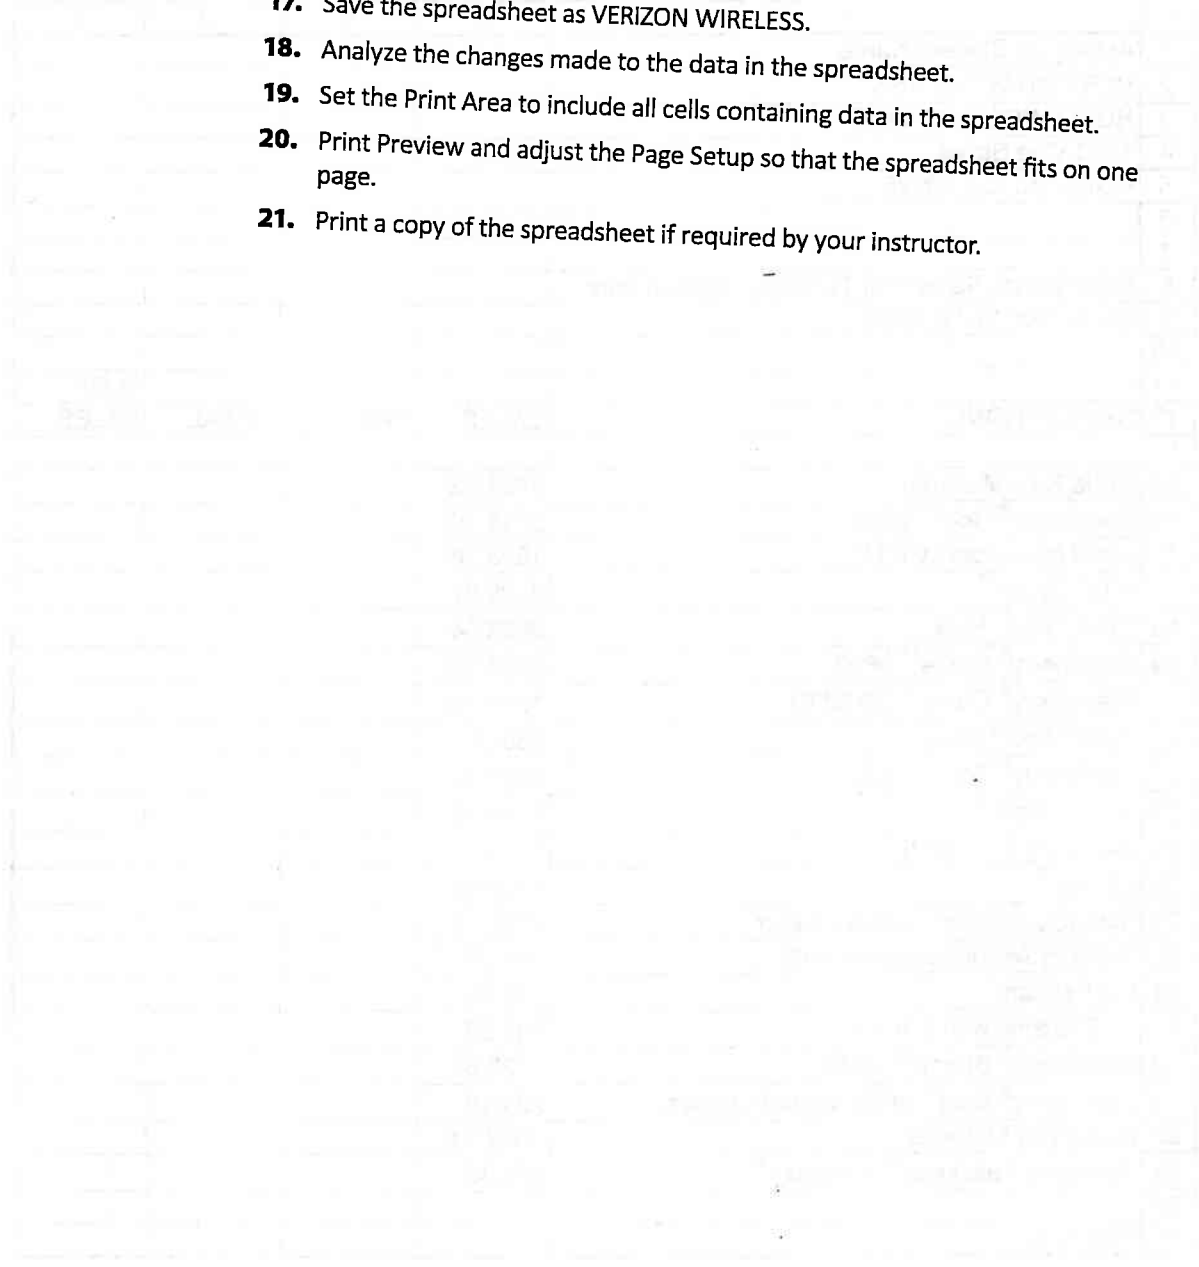 17. Save the spreadsheet as VERIZON WIRELESS.
18. Analyze the changes made to the data in the spreadsheet.
19. Set the Print Area to include all cells containing data in the spreadsheet.
20. Print Preview and adjust the Page Setup so that the spreadsheet fits on one
page.
21. Print a copy of the spreadsheet if required by your instructor.